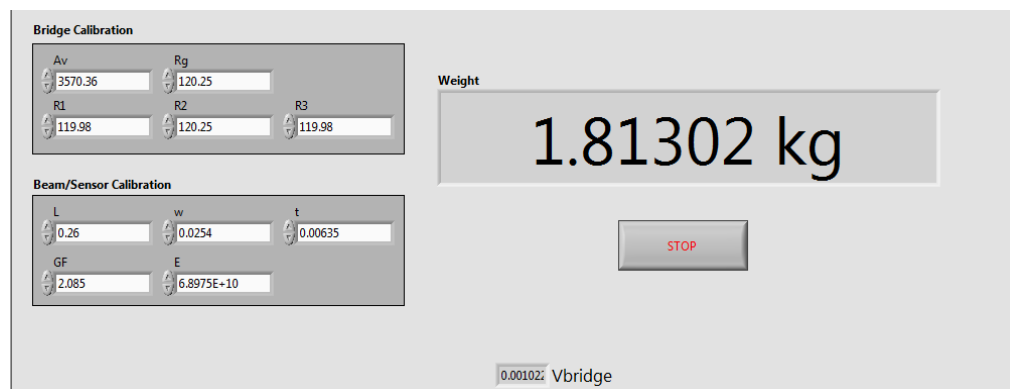 Bridge Calibration
Av Rg
3570.36 120.25
R1 R2 R3
119.98 120.25 119.98
Weight
1.81302 kg
Beam/Sensor Calibration
L w t
0.26 0.0254 0.00635
GF E
2.085 6.8975E+10
STOP
0.001022 Vbridge